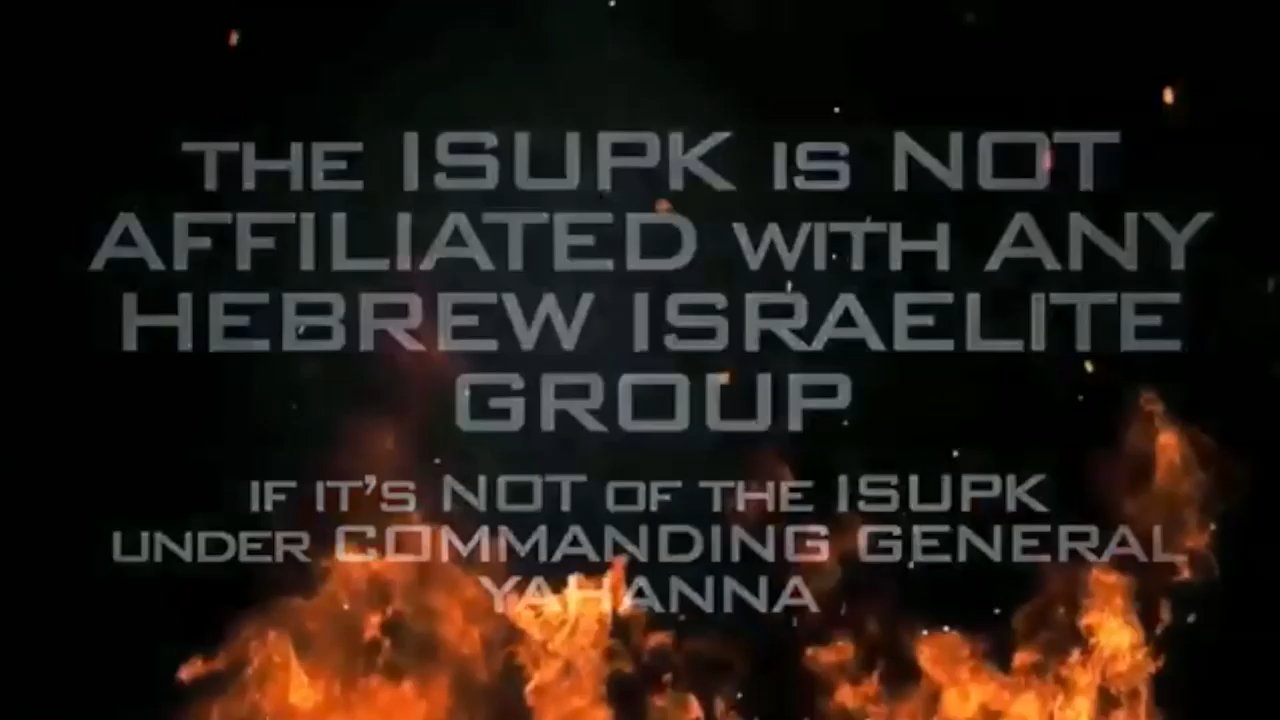 THE ISUPK IS NOT
AFFILIATED WITH ANY
HEBREW ISRAELITE
GROUP
IF IT'S NOT OF THE ISUPK
UNDER COMMANDING GENERAL
YAHANNA